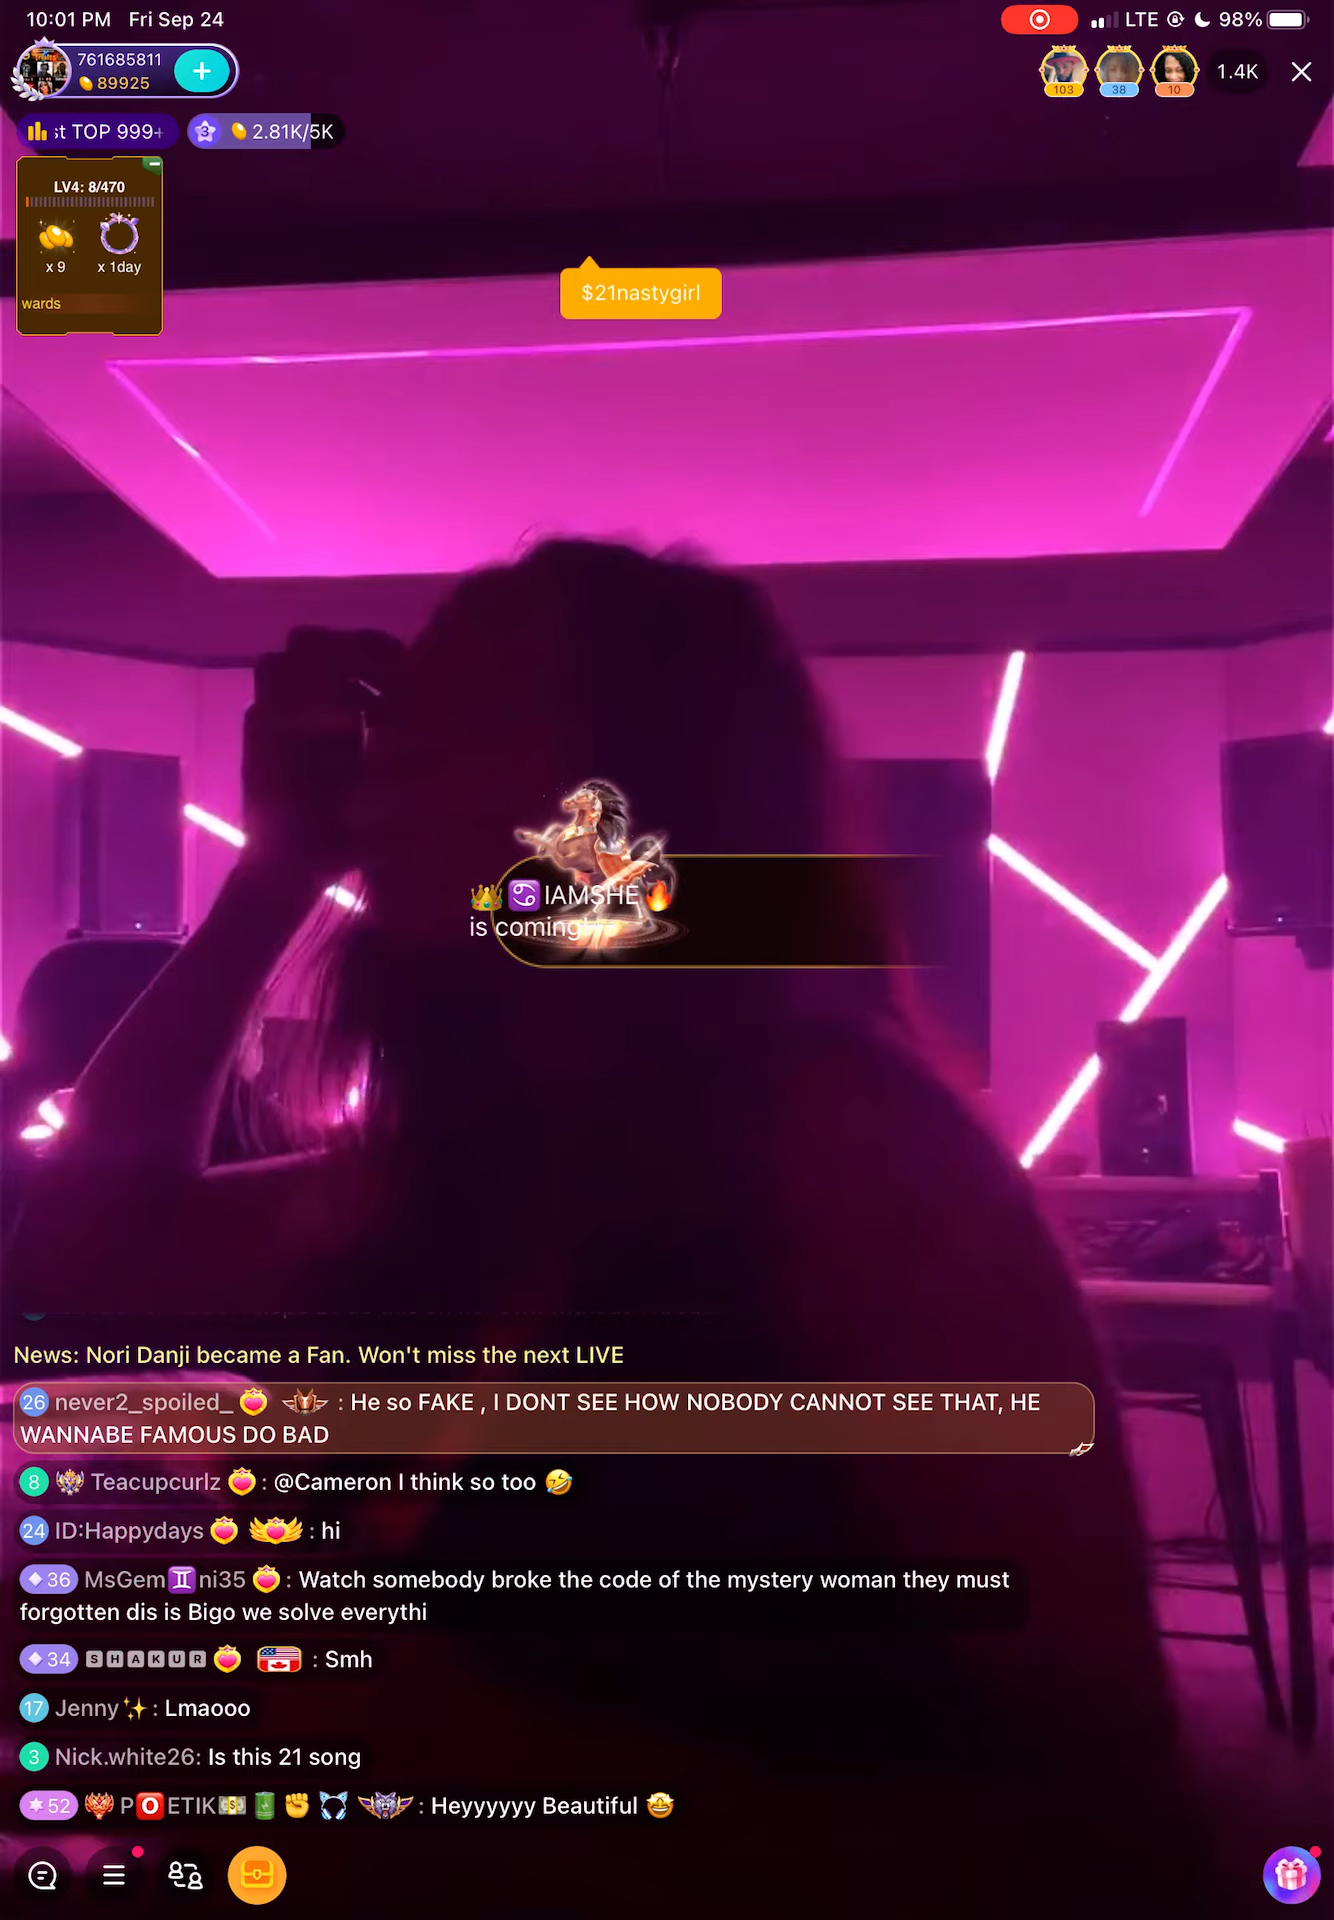 10:01 PM Fri Sep 24
LTE 98%
761685811
89925
103 38 10 1.4K
st TOP 999+
3 2.81K/5K
LV4: 8/470
x 9 x 1day
wards
$21nastygirl
👑♋IAMSHE🔥
is coming!
News: Nori Danji became a Fan. Won't miss the next LIVE
26 never2_spoiled_ : He so FAKE , I DONT SEE HOW NOBODY CANNOT SEE THAT, HE
WANNABE FAMOUS DO BAD
8 Teacupcurlz : @Cameron I think so too 🤣
24 ID:Happydays : hi
36 MsGem♊ni35 : Watch somebody broke the code of the mystery woman they must
forgotten dis is Bigo we solve everythi
34 🅂🄷🄰🄺🅄🅁 : Smh
17 Jenny✨ : Lmaooo
3 Nick.white26: Is this 21 song
52 P🅾️ETIK💵🔋✊ : Heyyyyyy Beautiful 🤩